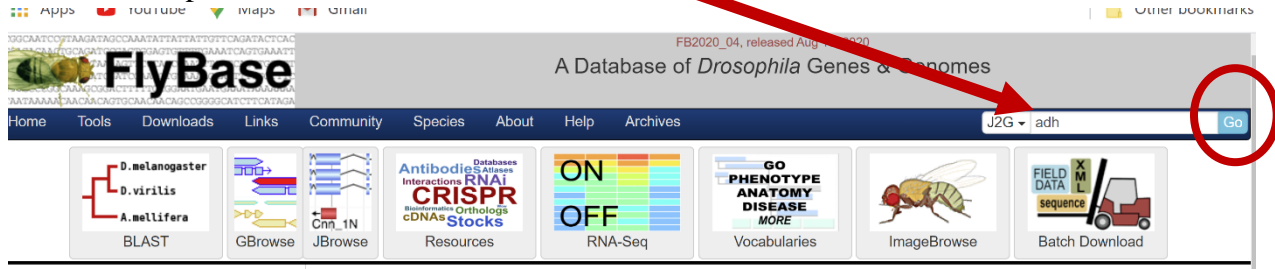 Apps YouTube Maps Gmail Other bookmarks
FlyBase
FB2020_04, released Aug
A Database of Drosophila Genes & Genomes
Home Tools Downloads Links Community Species About Help Archives J2G adh Go
D.melanogaster
D.virilis
A.mellifera
BLAST
GBrowse
Cnn_1N
JBrowse
Antibodies Databases Atlases
Interactions RNAi
CRISPR
Bioinformatics Orthologs
cDNAs Stocks
Resources
ON
OFF
RNA-Seq
GO
PHENOTYPE
ANATOMY
DISEASE
MORE
Vocabularies
ImageBrowse
FIELD
DATA
XML
sequence
Batch Download